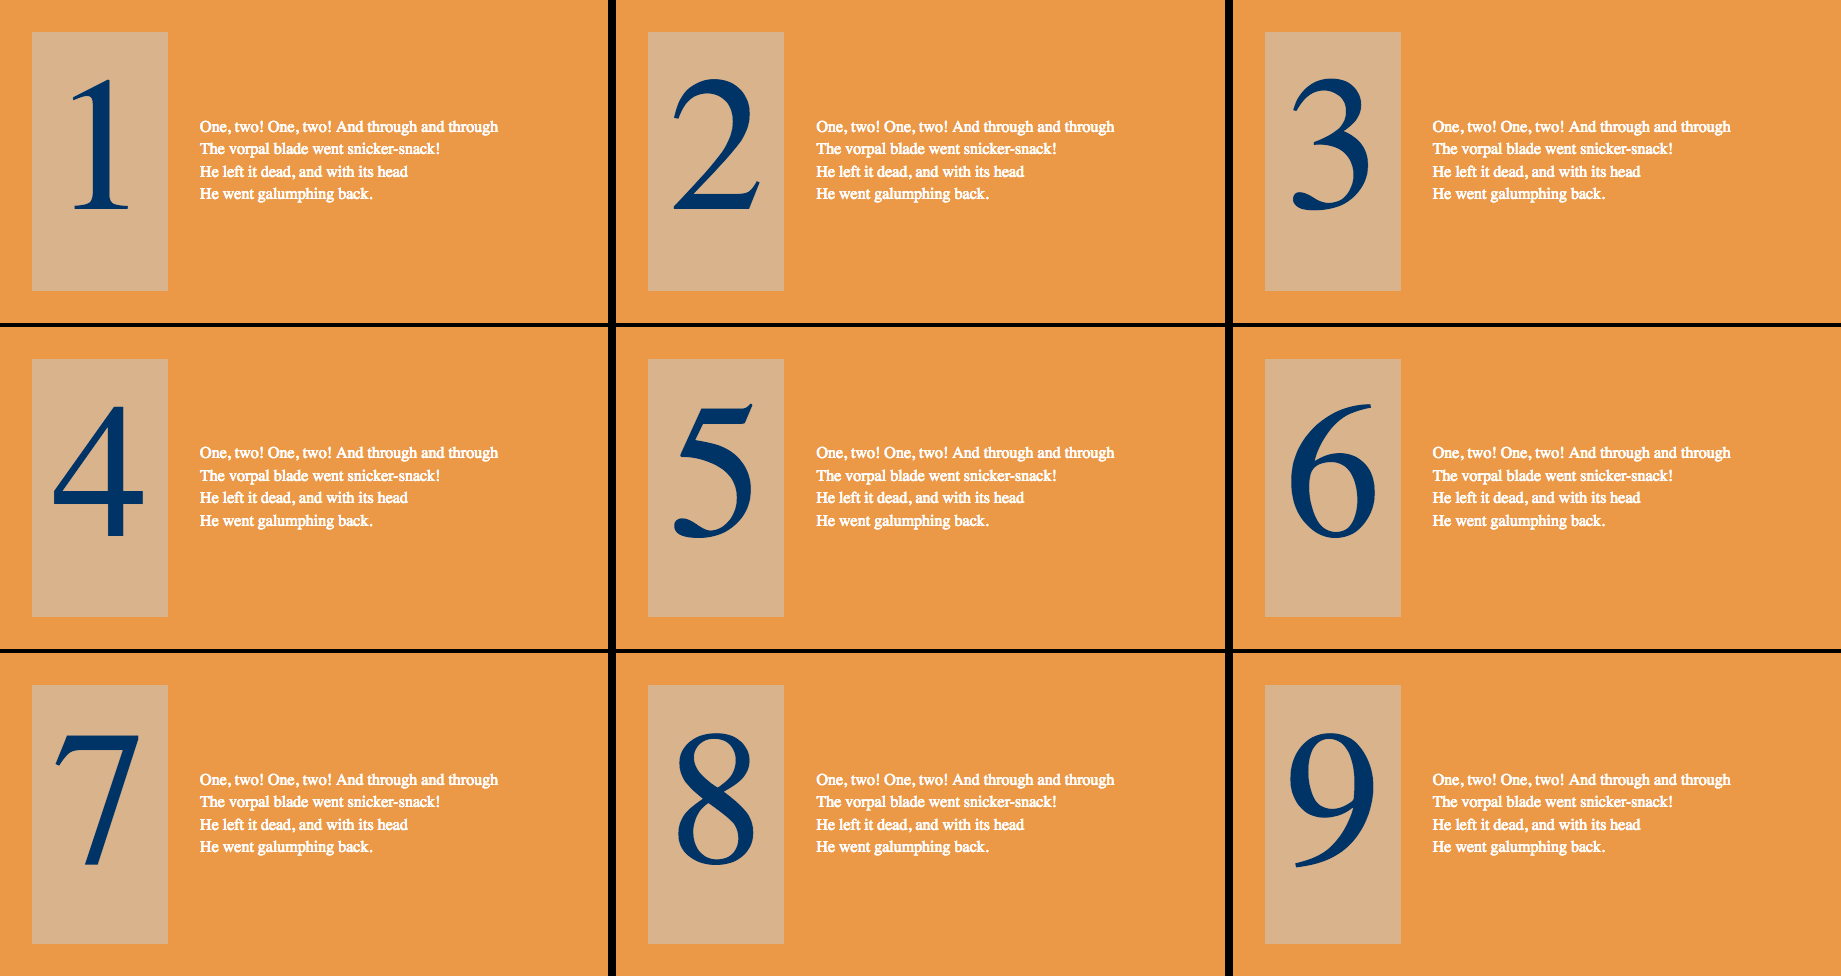 1
One, two! One, two! And through and through
The vorpal blade went snicker-snack!
He left it dead, and with its head
He went galumphing back.
2
One, two! One, two! And through and through
The vorpal blade went snicker-snack!
He left it dead, and with its head
He went galumphing back.
3
One, two! One, two! And through and through
The vorpal blade went snicker-snack!
He left it dead, and with its head
He went galumphing back.
4
One, two! One, two! And through and through
The vorpal blade went snicker-snack!
He left it dead, and with its head
He went galumphing back.
5
One, two! One, two! And through and through
The vorpal blade went snicker-snack!
He left it dead, and with its head
He went galumphing back.
6
One, two! One, two! And through and through
The vorpal blade went snicker-snack!
He left it dead, and with its head
He went galumphing back.
7
One, two! One, two! And through and through
The vorpal blade went snicker-snack!
He left it dead, and with its head
He went galumphing back.
8
One, two! One, two! And through and through
The vorpal blade went snicker-snack!
He left it dead, and with its head
He went galumphing back.
9
One, two! One, two! And through and through
The vorpal blade went snicker-snack!
He left it dead, and with its head
He went galumphing back.